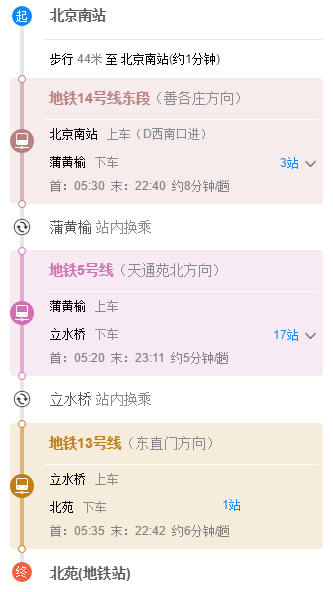 起 北京南站
步行 44米 至 北京南站(约1分钟)
地铁14号线东段（善各庄方向）
北京南站 上车（D西南口进）
蒲黄榆 下车 3站
首：05:30 末：22:40 约8分钟/趟
蒲黄榆 站内换乘
地铁5号线（天通苑北方向）
蒲黄榆 上车
立水桥 下车 17站
首：05:20 末：23:11 约5分钟/趟
立水桥 站内换乘
地铁13号线（东直门方向）
立水桥 上车
北苑 下车 1站
首：05:35 末：22:42 约6分钟/趟
终 北苑(地铁站)